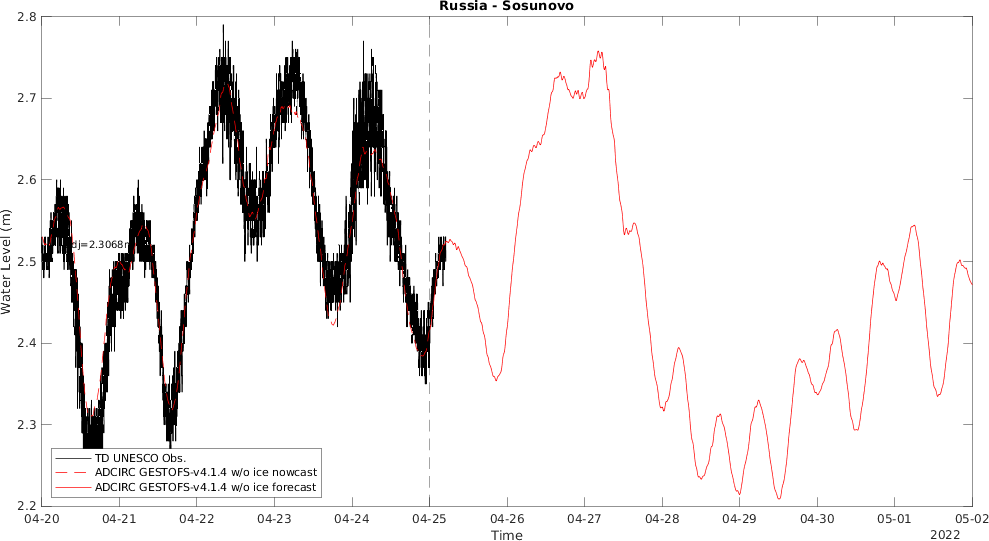 Russia - Sosunovo
2.8
2.7
2.6
2.5
2.4
2.3
2.2
Water Level (m)
dj=2.3068
TD UNESCO Obs.
ADCIRC GESTOFS-v4.1.4 w/o ice nowcast
ADCIRC GESTOFS-v4.1.4 w/o ice forecast
04-20 04-21 04-22 04-23 04-24 04-25 04-26 04-27 04-28 04-29 04-30 05-01 05-02
Time
2022